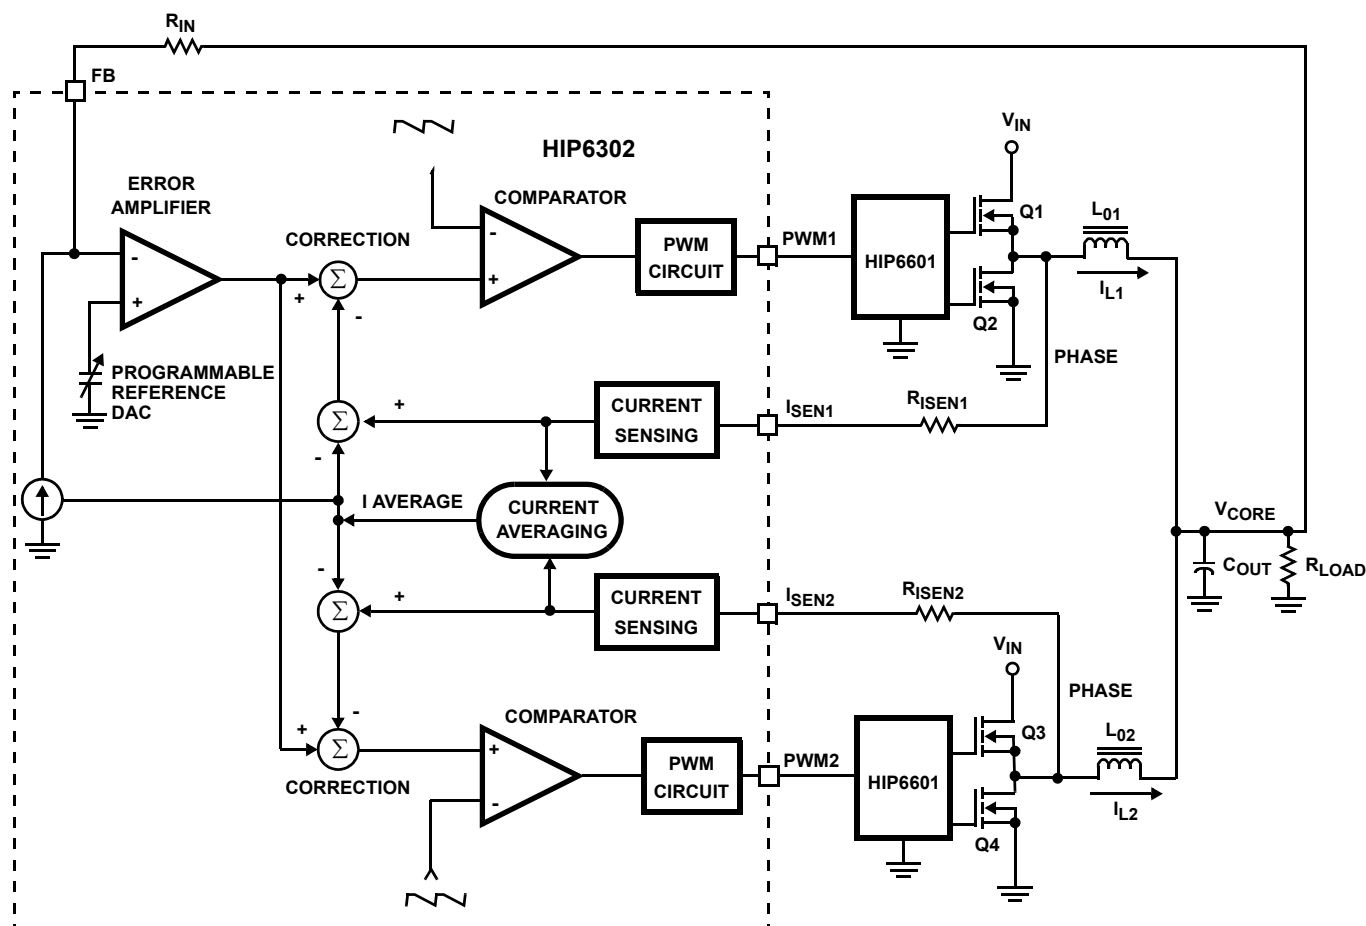 RIN
FB
VIN
HIP6302
ERROR
AMPLIFIER
COMPARATOR
Q1
L01
CORRECTION
-
-
PWM
CIRCUIT
PWM1
HIP6601
Σ
+
+
+
IL1
-
Q2
PHASE
PROGRAMMABLE
REFERENCE
DAC
+
CURRENT
SENSING
ISEN1
RISEN1
Σ
-
I AVERAGE
CURRENT
AVERAGING
VCORE
COUT
RLOAD
-
+
CURRENT
SENSING
ISEN2
RISEN2
Σ
VIN
PHASE
-
COMPARATOR
+
Q3
L02
Σ
+
PWM
CIRCUIT
PWM2
HIP6601
CORRECTION
-
IL2
Q4